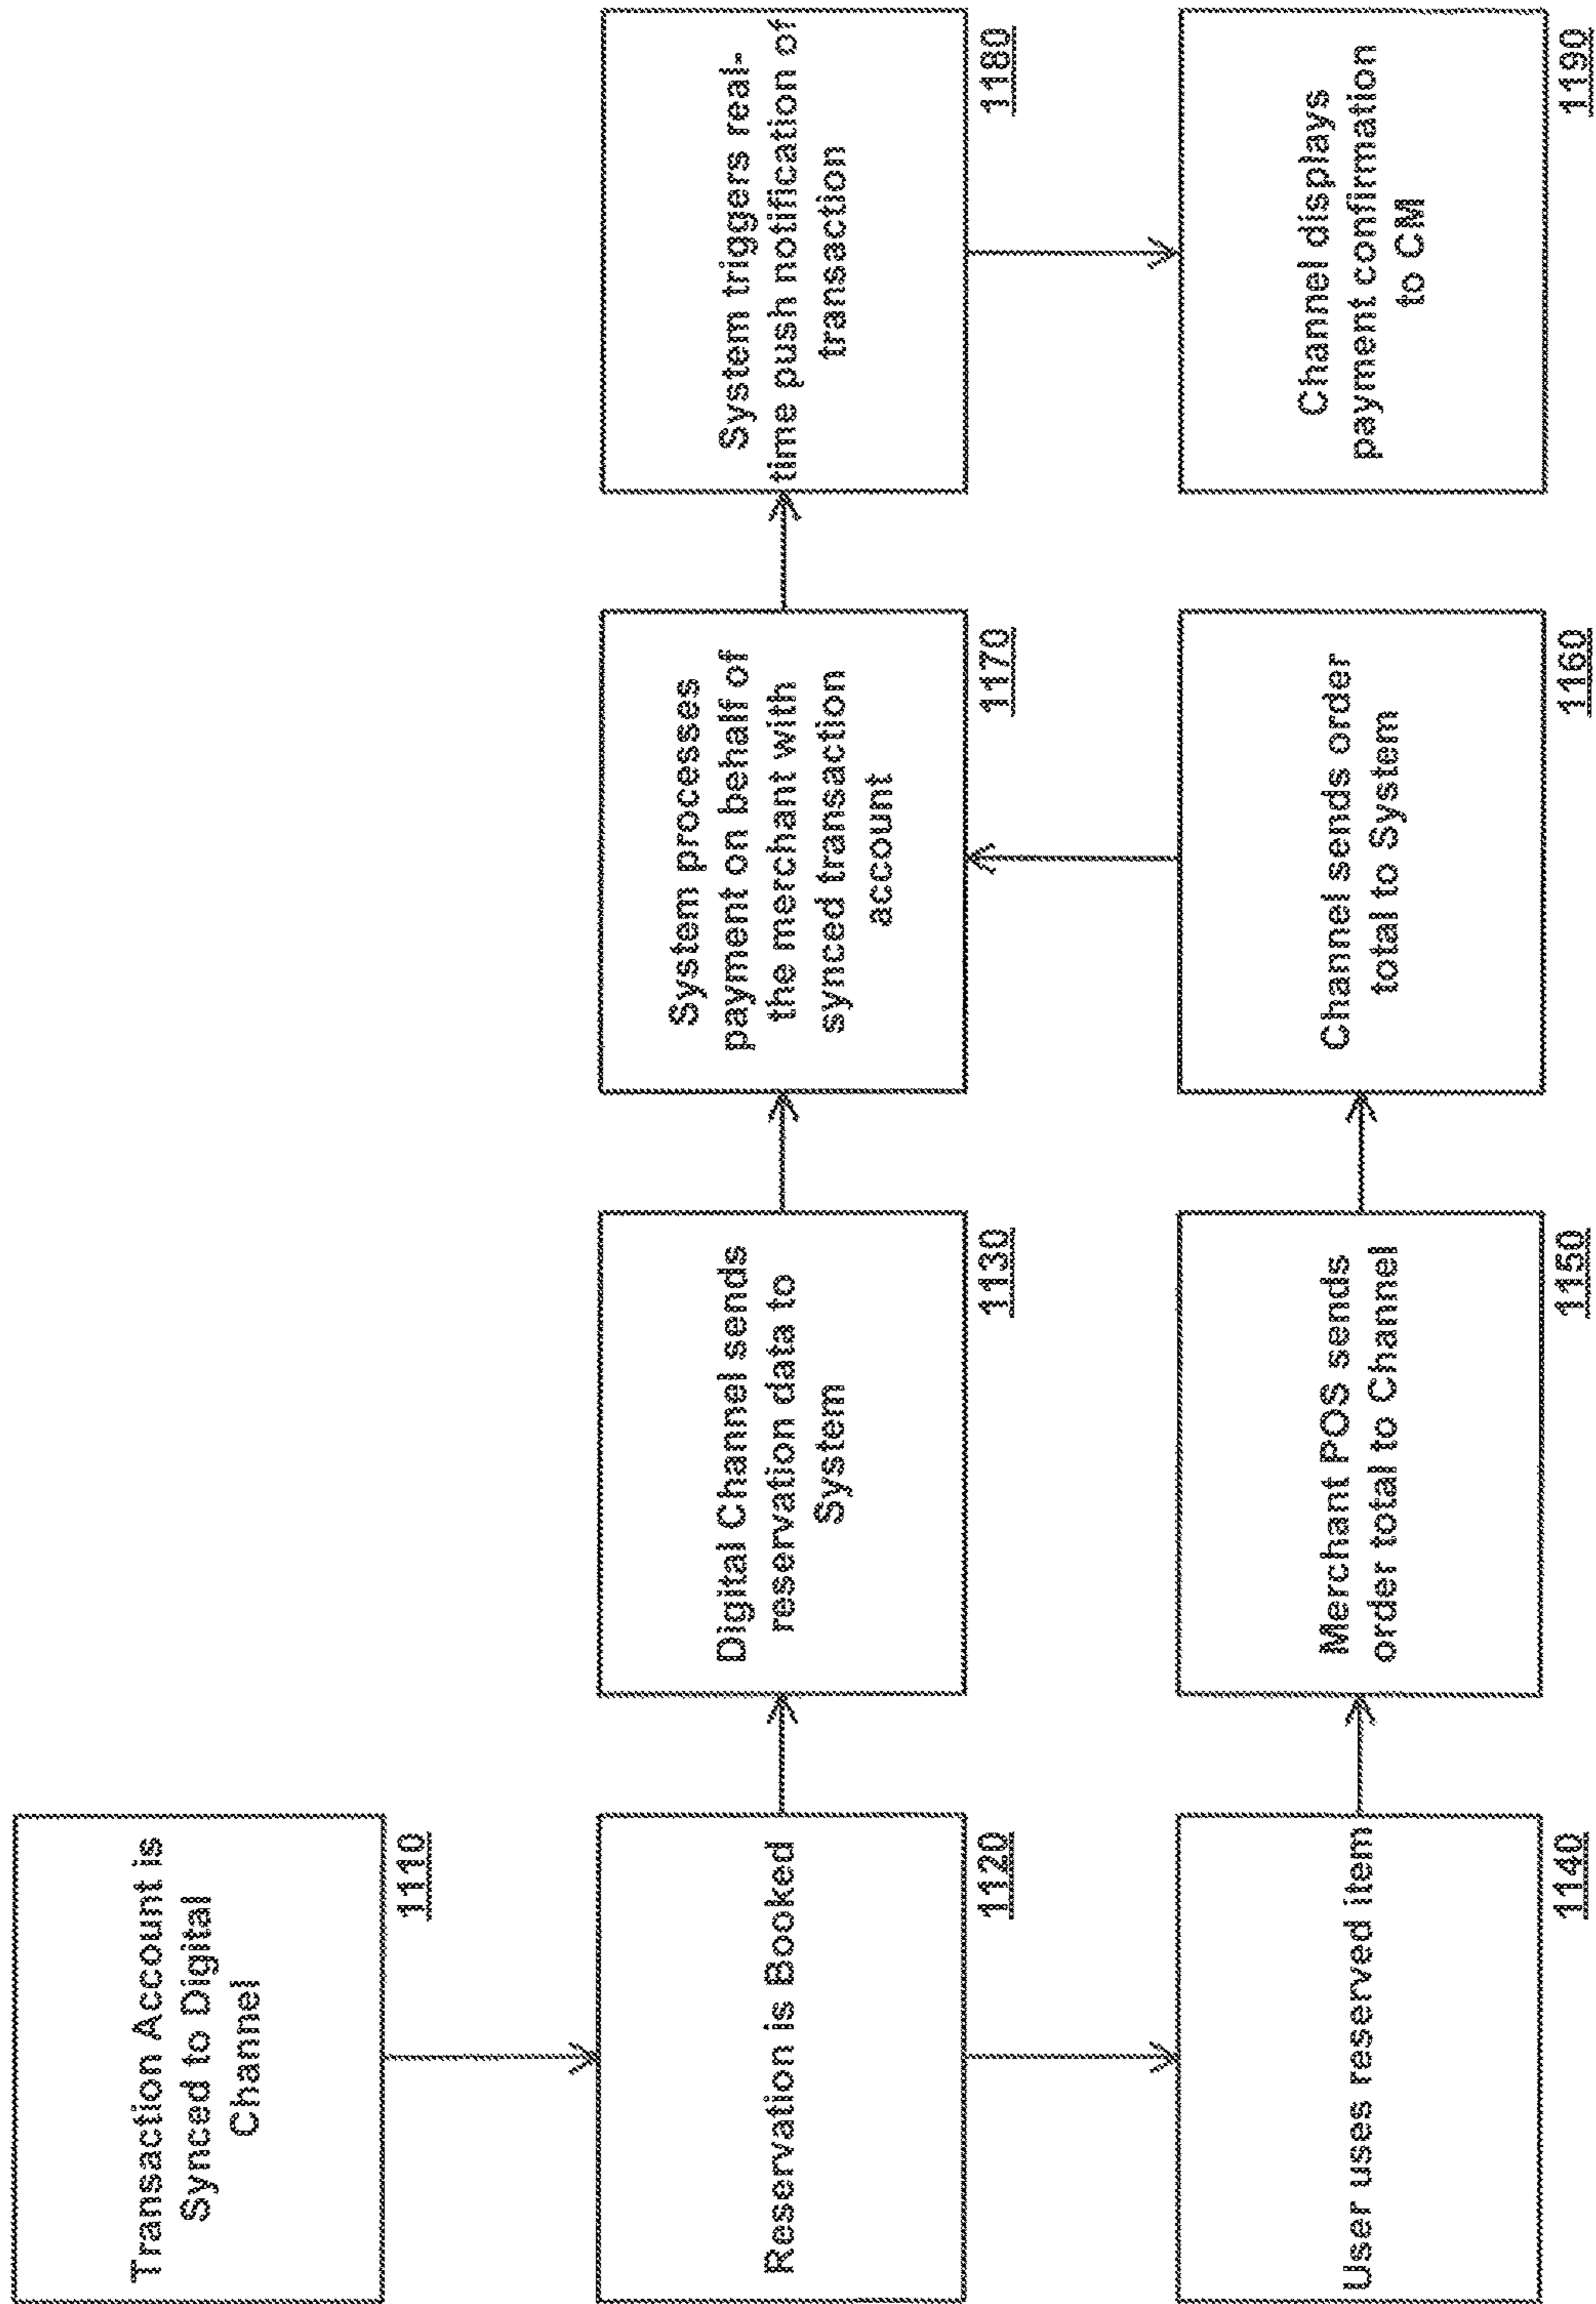 Transaction Account is
Synced to Digital
Channel
1110
Reservation is Booked
1120
Digital Channel sends
reservation data to
System
1130
User uses reserved item
1140
Merchant POS sends
order total to Channel
1150
Channel sends order
total to System
1160
System processes
payment on behalf of
the merchant with
synced transaction
account
1170
System triggers real-
time push notification of
transaction
1180
Channel displays
payment confirmation
to CM
1190